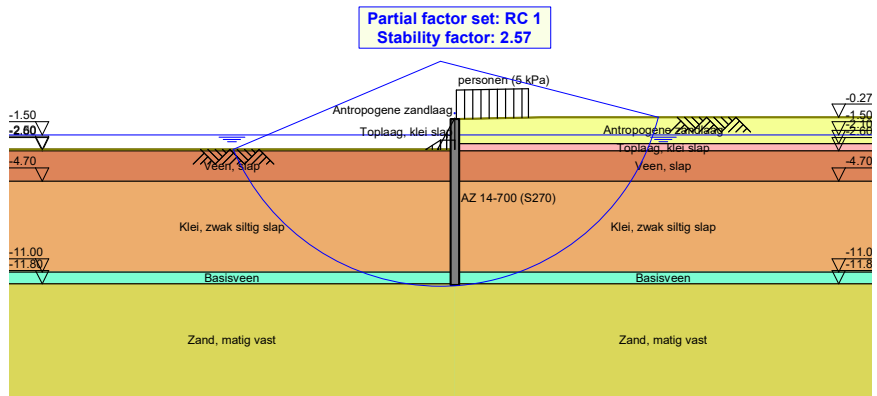 Partial factor set: RC 1
Stability factor: 2.57
personen (5 kPa)
-0.27
-1.50
Antropogene zandlaag
-1.50
-2.60
Toplaag, klei slap
Antropogene zandlaag
-2.10
-2.60
Toplaag, klei slap
-4.70
Veen, slap
Veen, slap
-4.70
AZ 14-700 (S270)
Klei, zwak siltig slap
Klei, zwak siltig slap
-11.00
-11.0
-11.80
Basisveen
Basisveen
-11.8
Zand, matig vast
Zand, matig vast